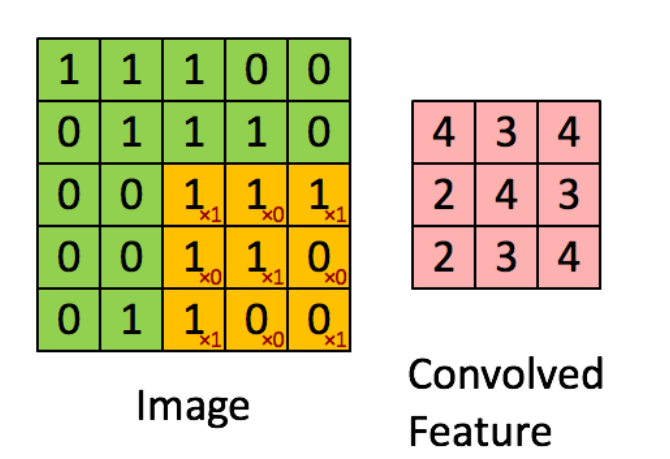 1 1 1 0 0
0 1 1 1 0
0 0 1×1 1×0 1×1
0 0 1×0 1×1 0×0
0 1 1×1 0×0 0×1
Image
4 3 4
2 4 3
2 3 4
Convolved
Feature